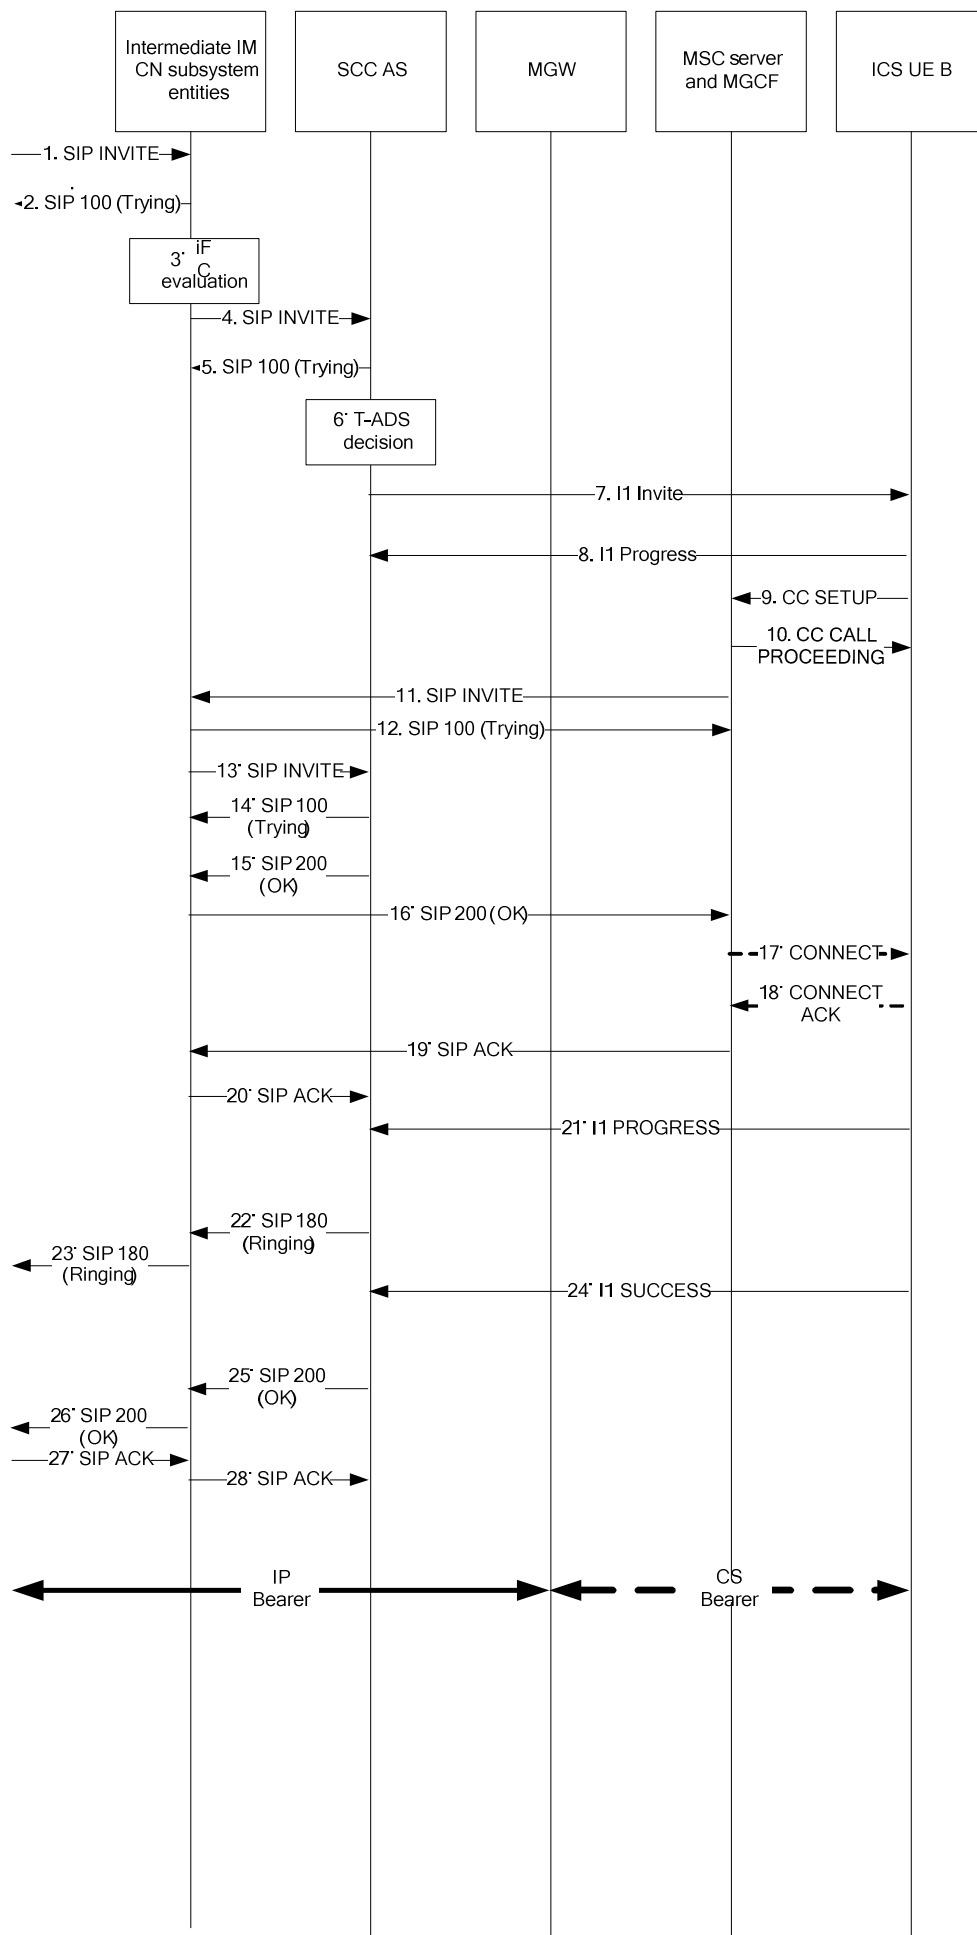 Intermediate IM
CN subsystem
entities
SCC AS
MGW
MSC server
and MGCF
ICS UE B
1. SIP INVITE
2. SIP 100 (Trying)
3. iF
C
evaluation
4. SIP INVITE
5. SIP 100 (Trying)
6. T-ADS
decision
7. I1 Invite
8. I1 Progress
9. CC SETUP
10. CC CALL
PROCEEDING
11. SIP INVITE
12. SIP 100 (Trying)
13. SIP INVITE
14. SIP 100
(Trying)
15. SIP 200
(OK)
16. SIP 200 (OK)
17. CONNECT
18. CONNECT
ACK
19. SIP ACK
20. SIP ACK
21. I1 PROGRESS
22. SIP 180
(Ringing)
23. SIP 180
(Ringing)
24. I1 SUCCESS
25. SIP 200
(OK)
26. SIP 200
(OK)
27. SIP ACK
28. SIP ACK
IP
Bearer
CS
Bearer